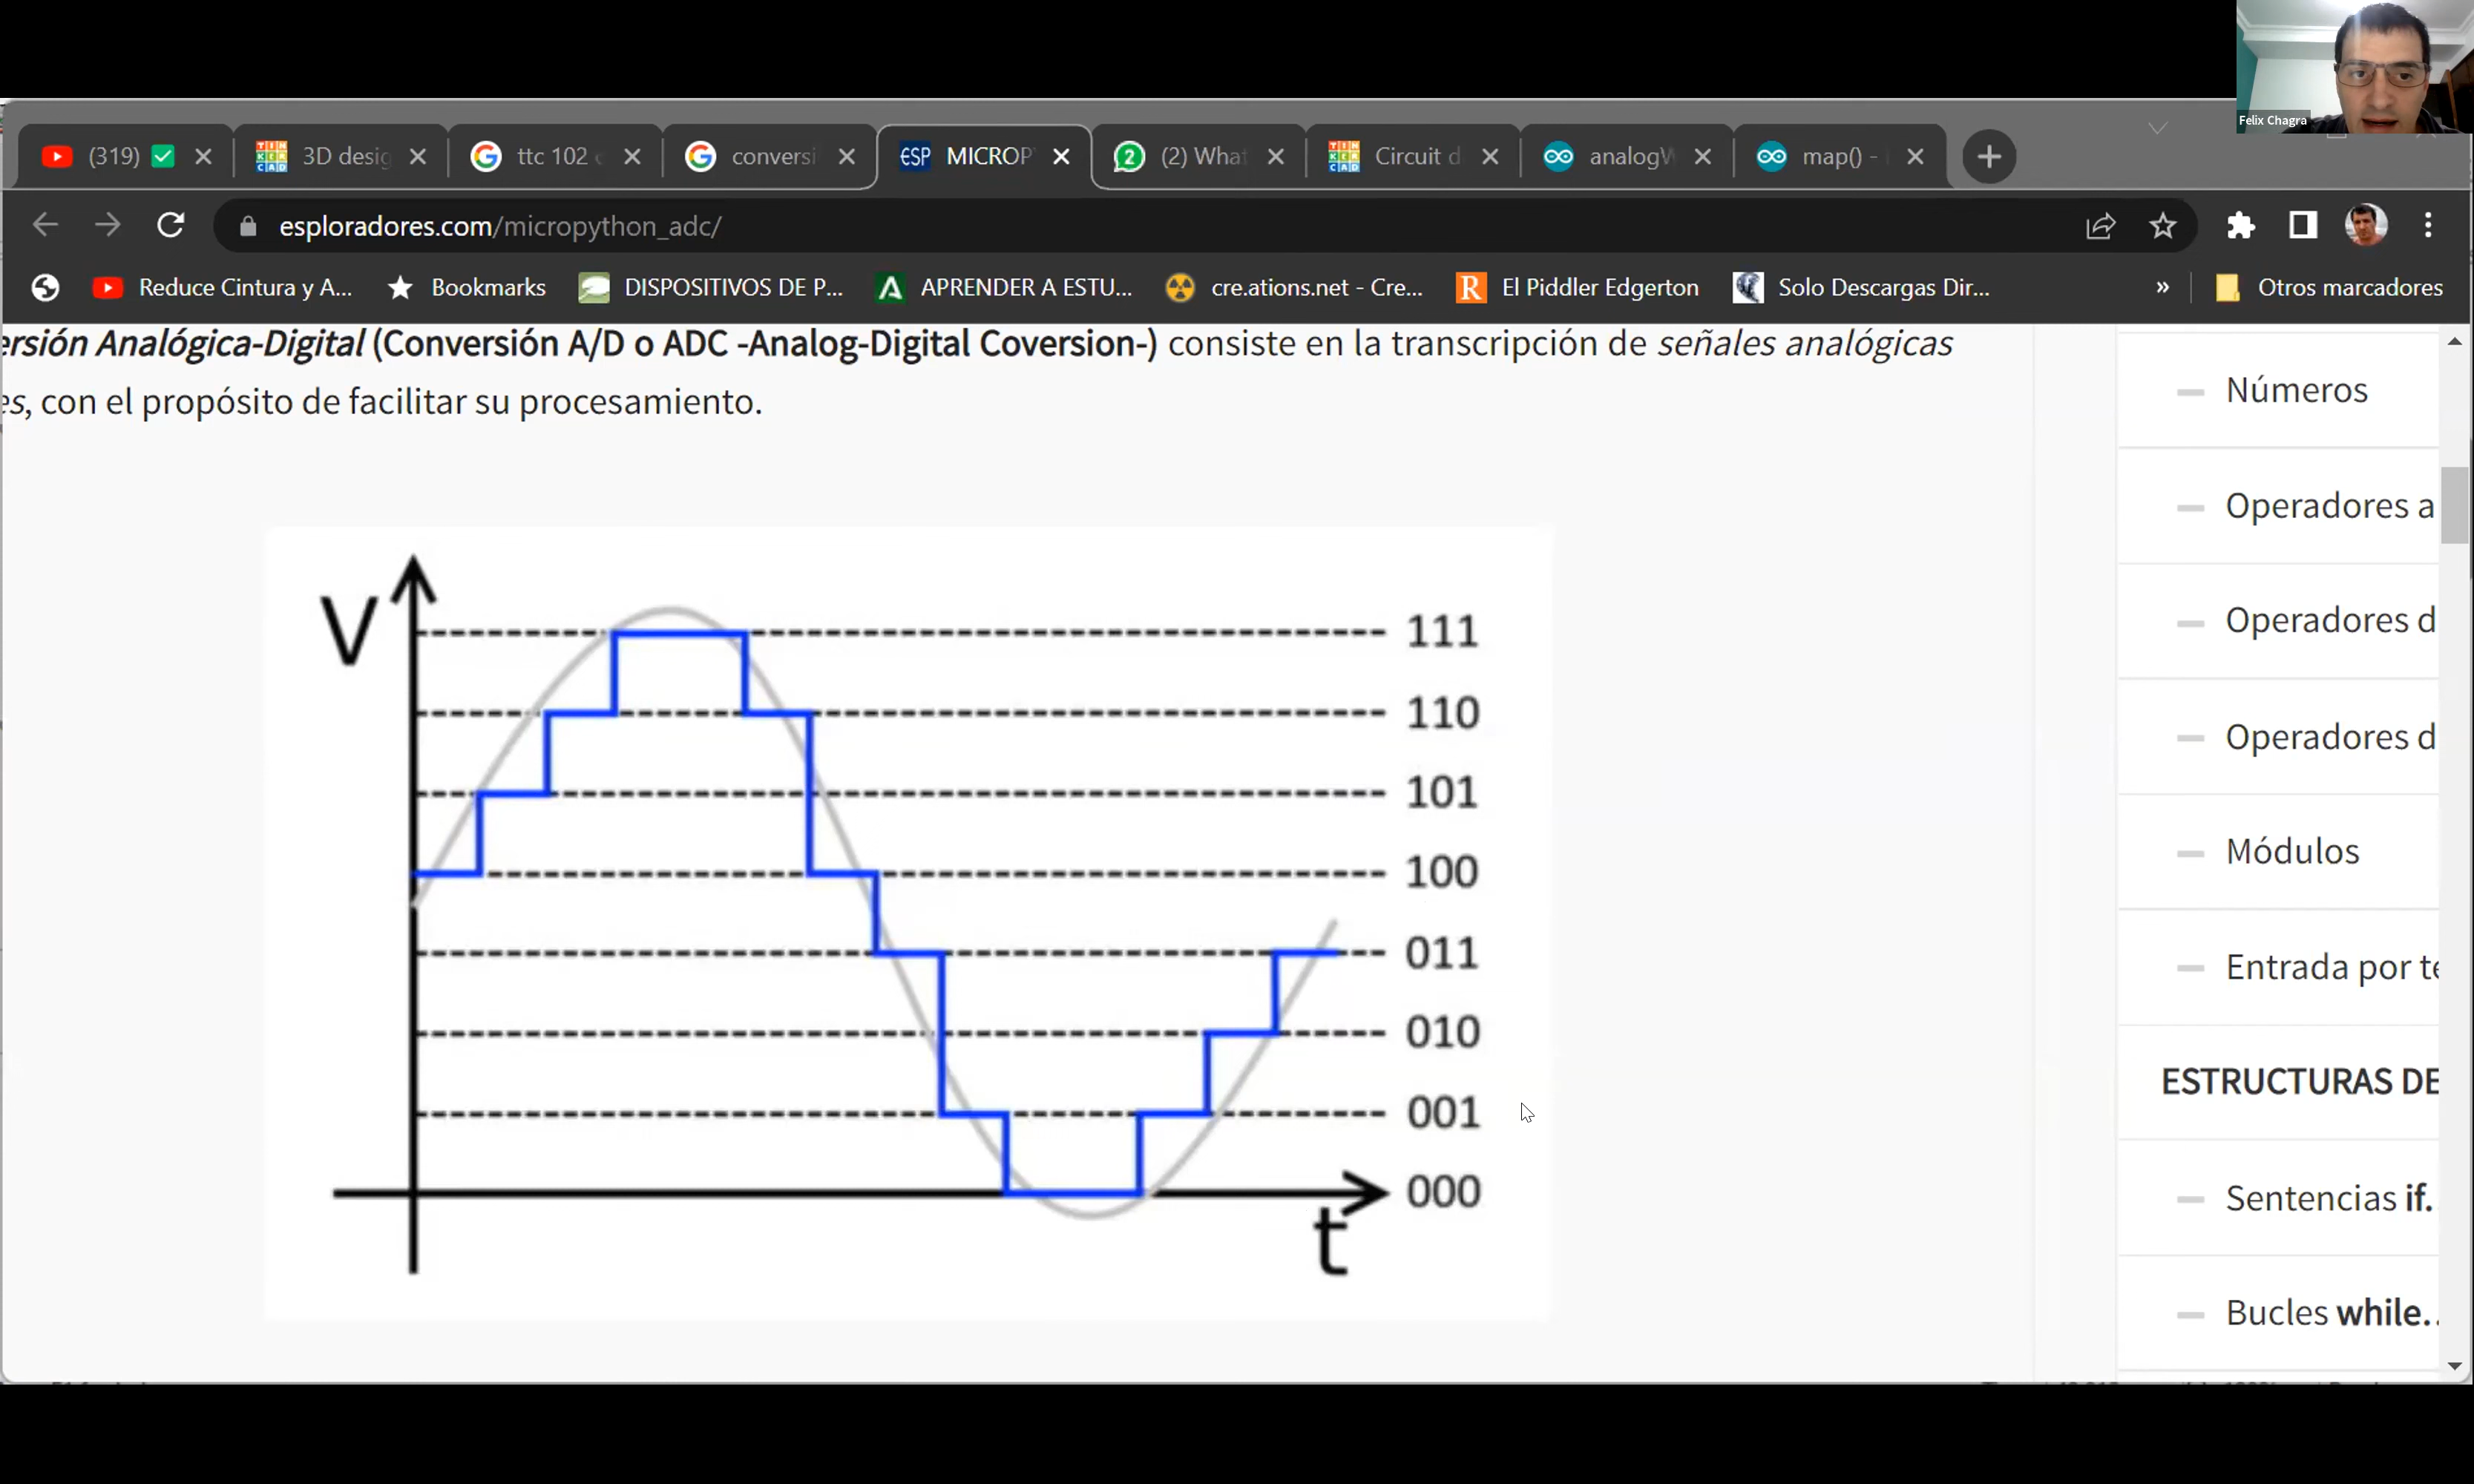 Felix Chagra
(319)
3D desig
ttc 102 c
conversi
ESP MICROP
2 (2) What
Circuit d
analogW
map() -
esploradores.com/micropython_adc/
Reduce Cintura y A...
Bookmarks
DISPOSITIVOS DE P...
APRENDER A ESTU...
cre.ations.net - Cre...
El Piddler Edgerton
Solo Descargas Dir...
»
Otros marcadores
ersión Analógica-Digital (Conversión A/D o ADC -Analog-Digital Coversion-) consiste en la transcripción de señales analógicas
es, con el propósito de facilitar su procesamiento.
V
111
110
101
100
011
010
001
000
t
Números
Operadores a
Operadores d
Operadores d
Módulos
Entrada por te
ESTRUCTURAS DE
Sentencias if.
Bucles while..